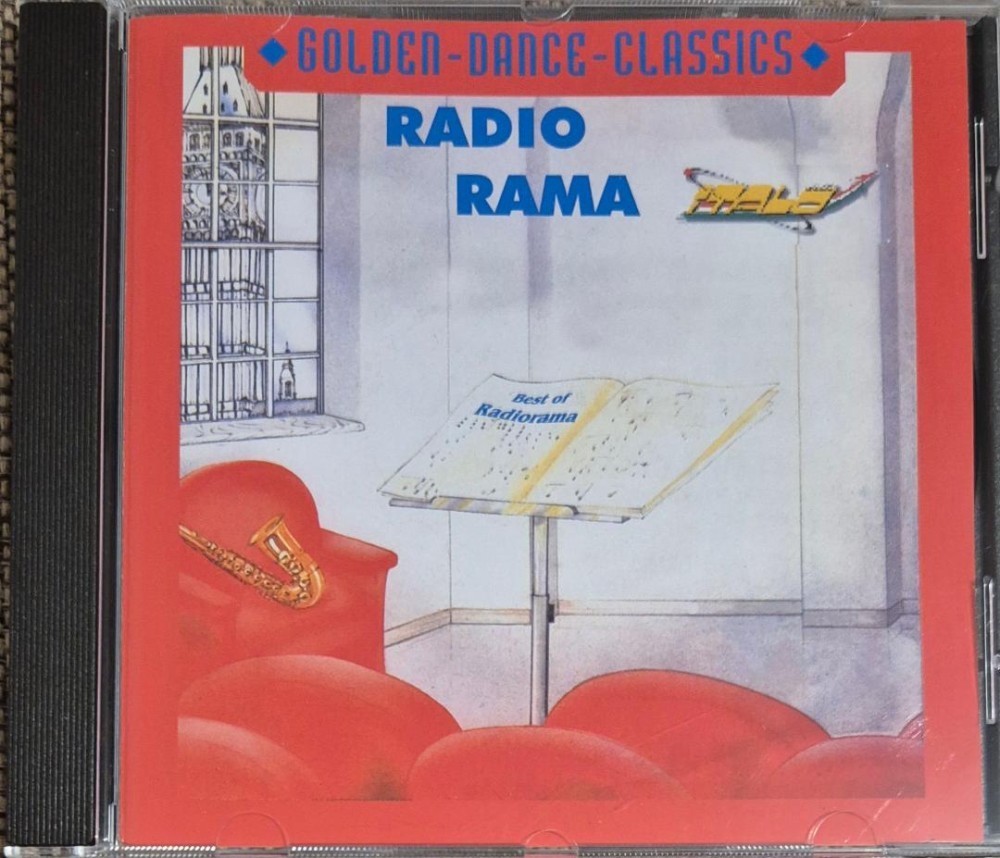 GOLDEN-DANCE-CLASSICS
RADIO
RAMA
iTALO
Best of
Radiorama